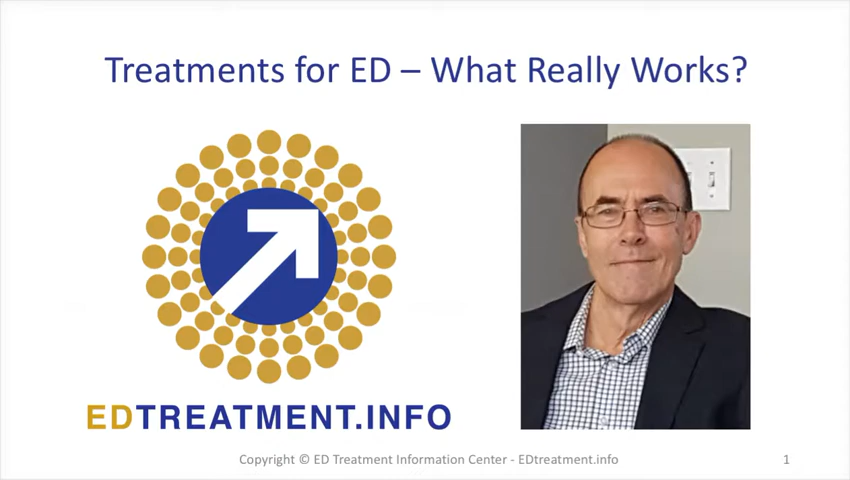 Treatments for ED – What Really Works?
EDTREATMENT.INFO
Copyright © ED Treatment Information Center - EDtreatment.info
1